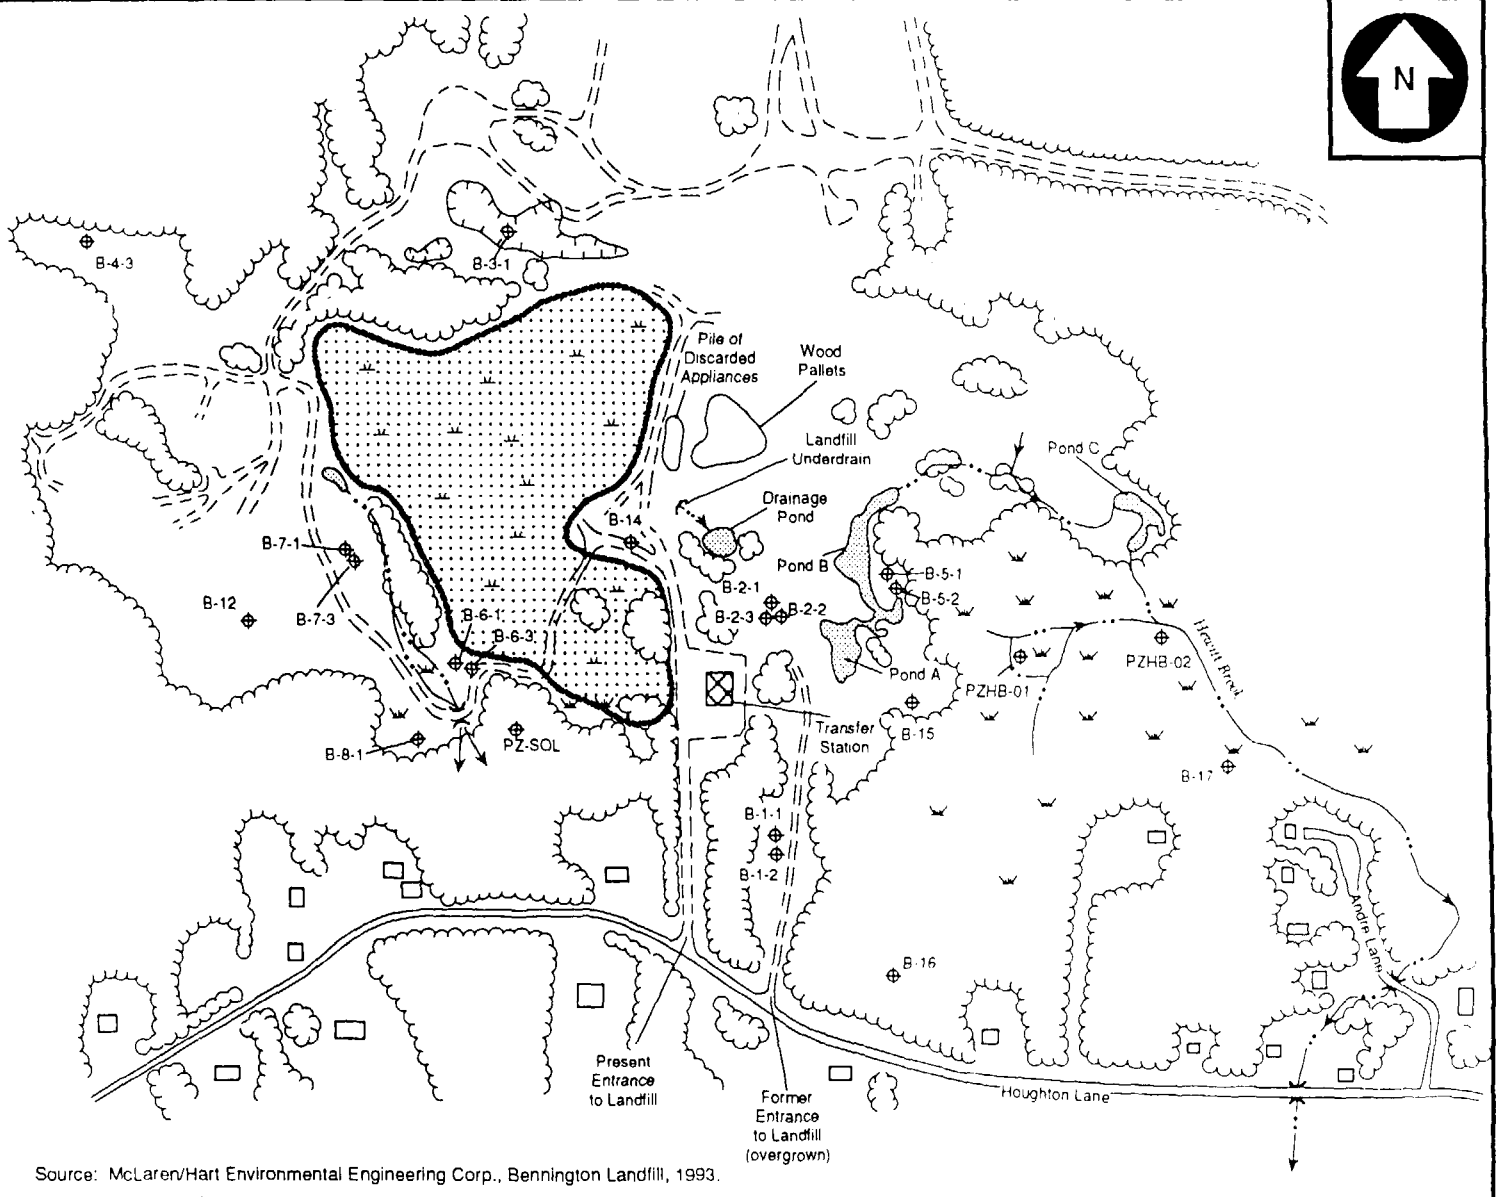 N
B-4-3
B-3-1
Pile of
Discarded
Appliances
Wood
Pallets
Landfill
Underdrain
Pond C
Drainage
Pond
B-14
B-7-1
Pond B
B-5-1
B-2-1
B-5-2
B-12
B-7-3
B-6-1
B-2-3
B-2-2
B-6-3
Hewitt Brook
PZHB-02
Pond A
PZHB-01
Transfer
Station
B-15
B-8-1
PZ-SOL
B-17
B-1-1
B-1-2
Andre Lane
B-16
Present
Entrance
to Landfill
Houghton Lane
Former
Entrance
to Landfill
(overgrown)
Source: McLaren/Hart Environmental Engineering Corp., Bennington Landfill, 1993.